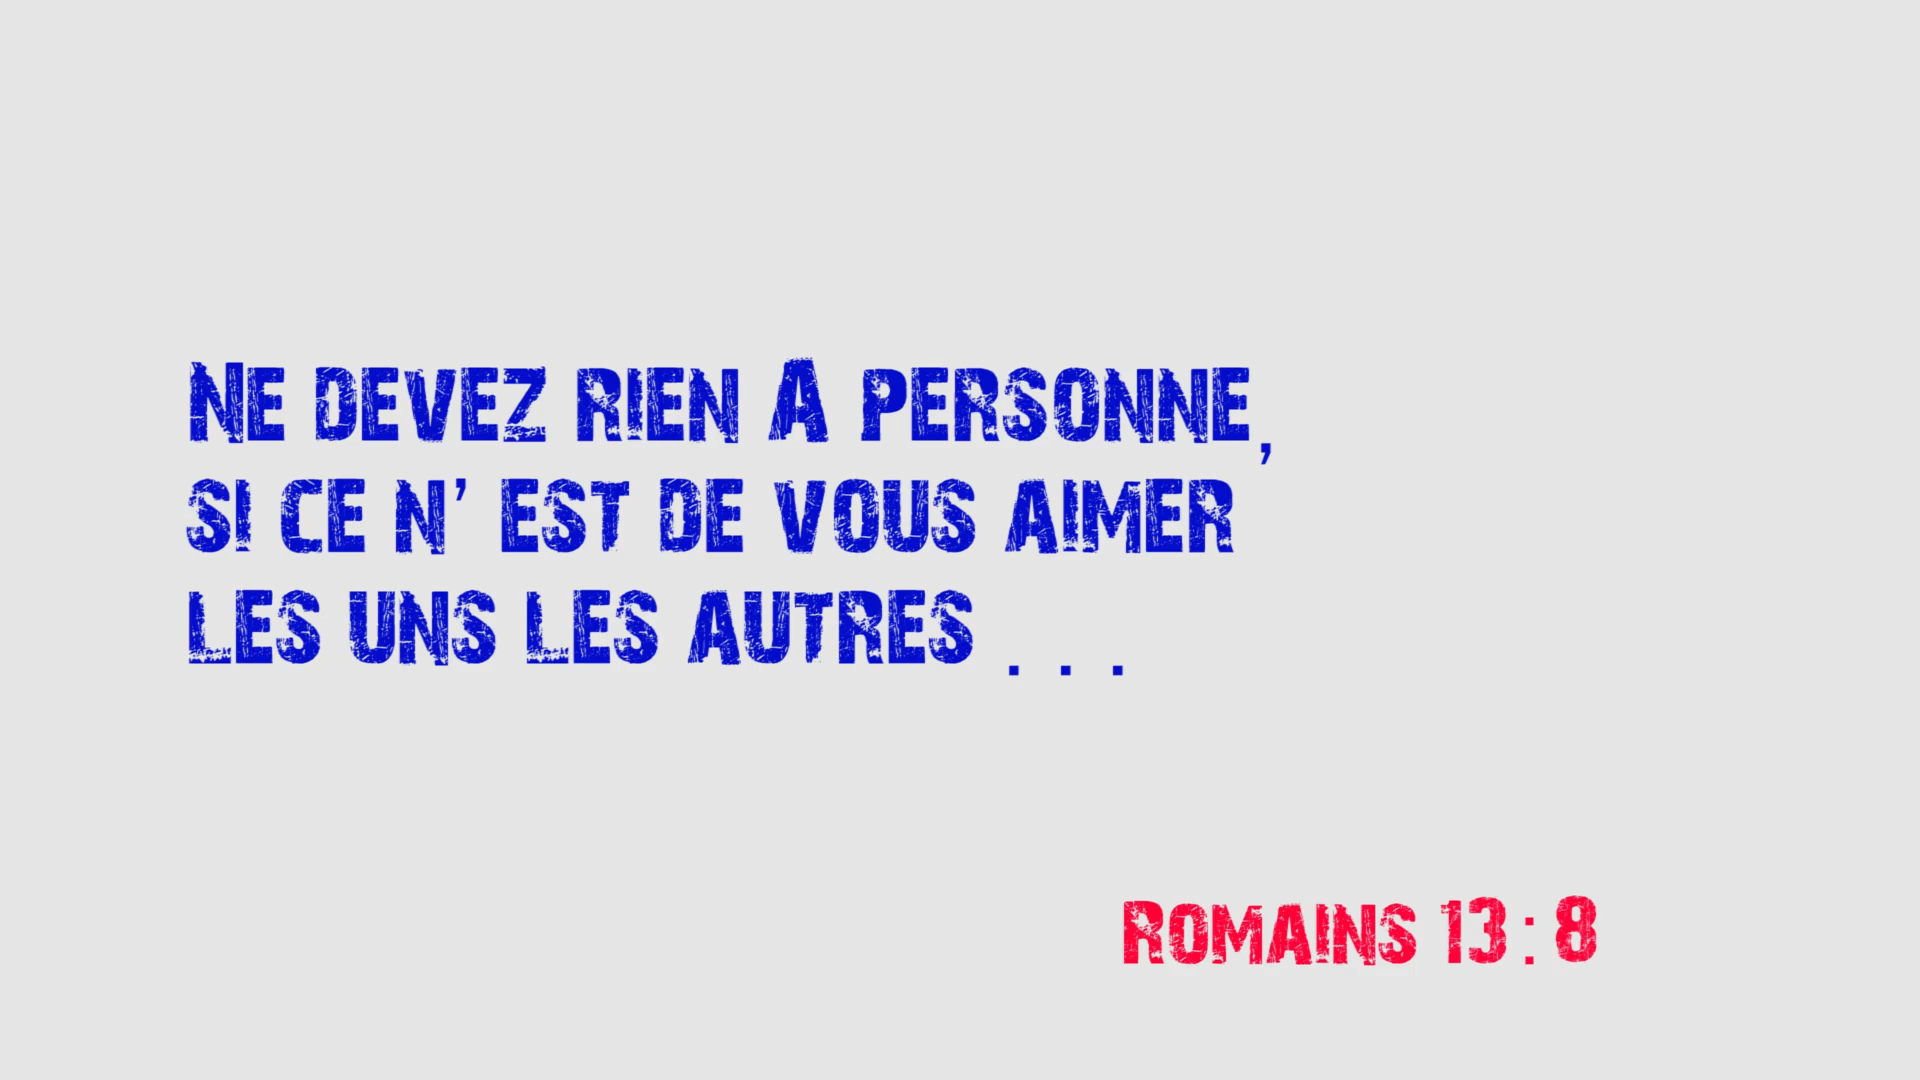 Ne devez rien A personne,
si ce n' est de vous aimer
les uns les autres . . .
Romains 13 : 8